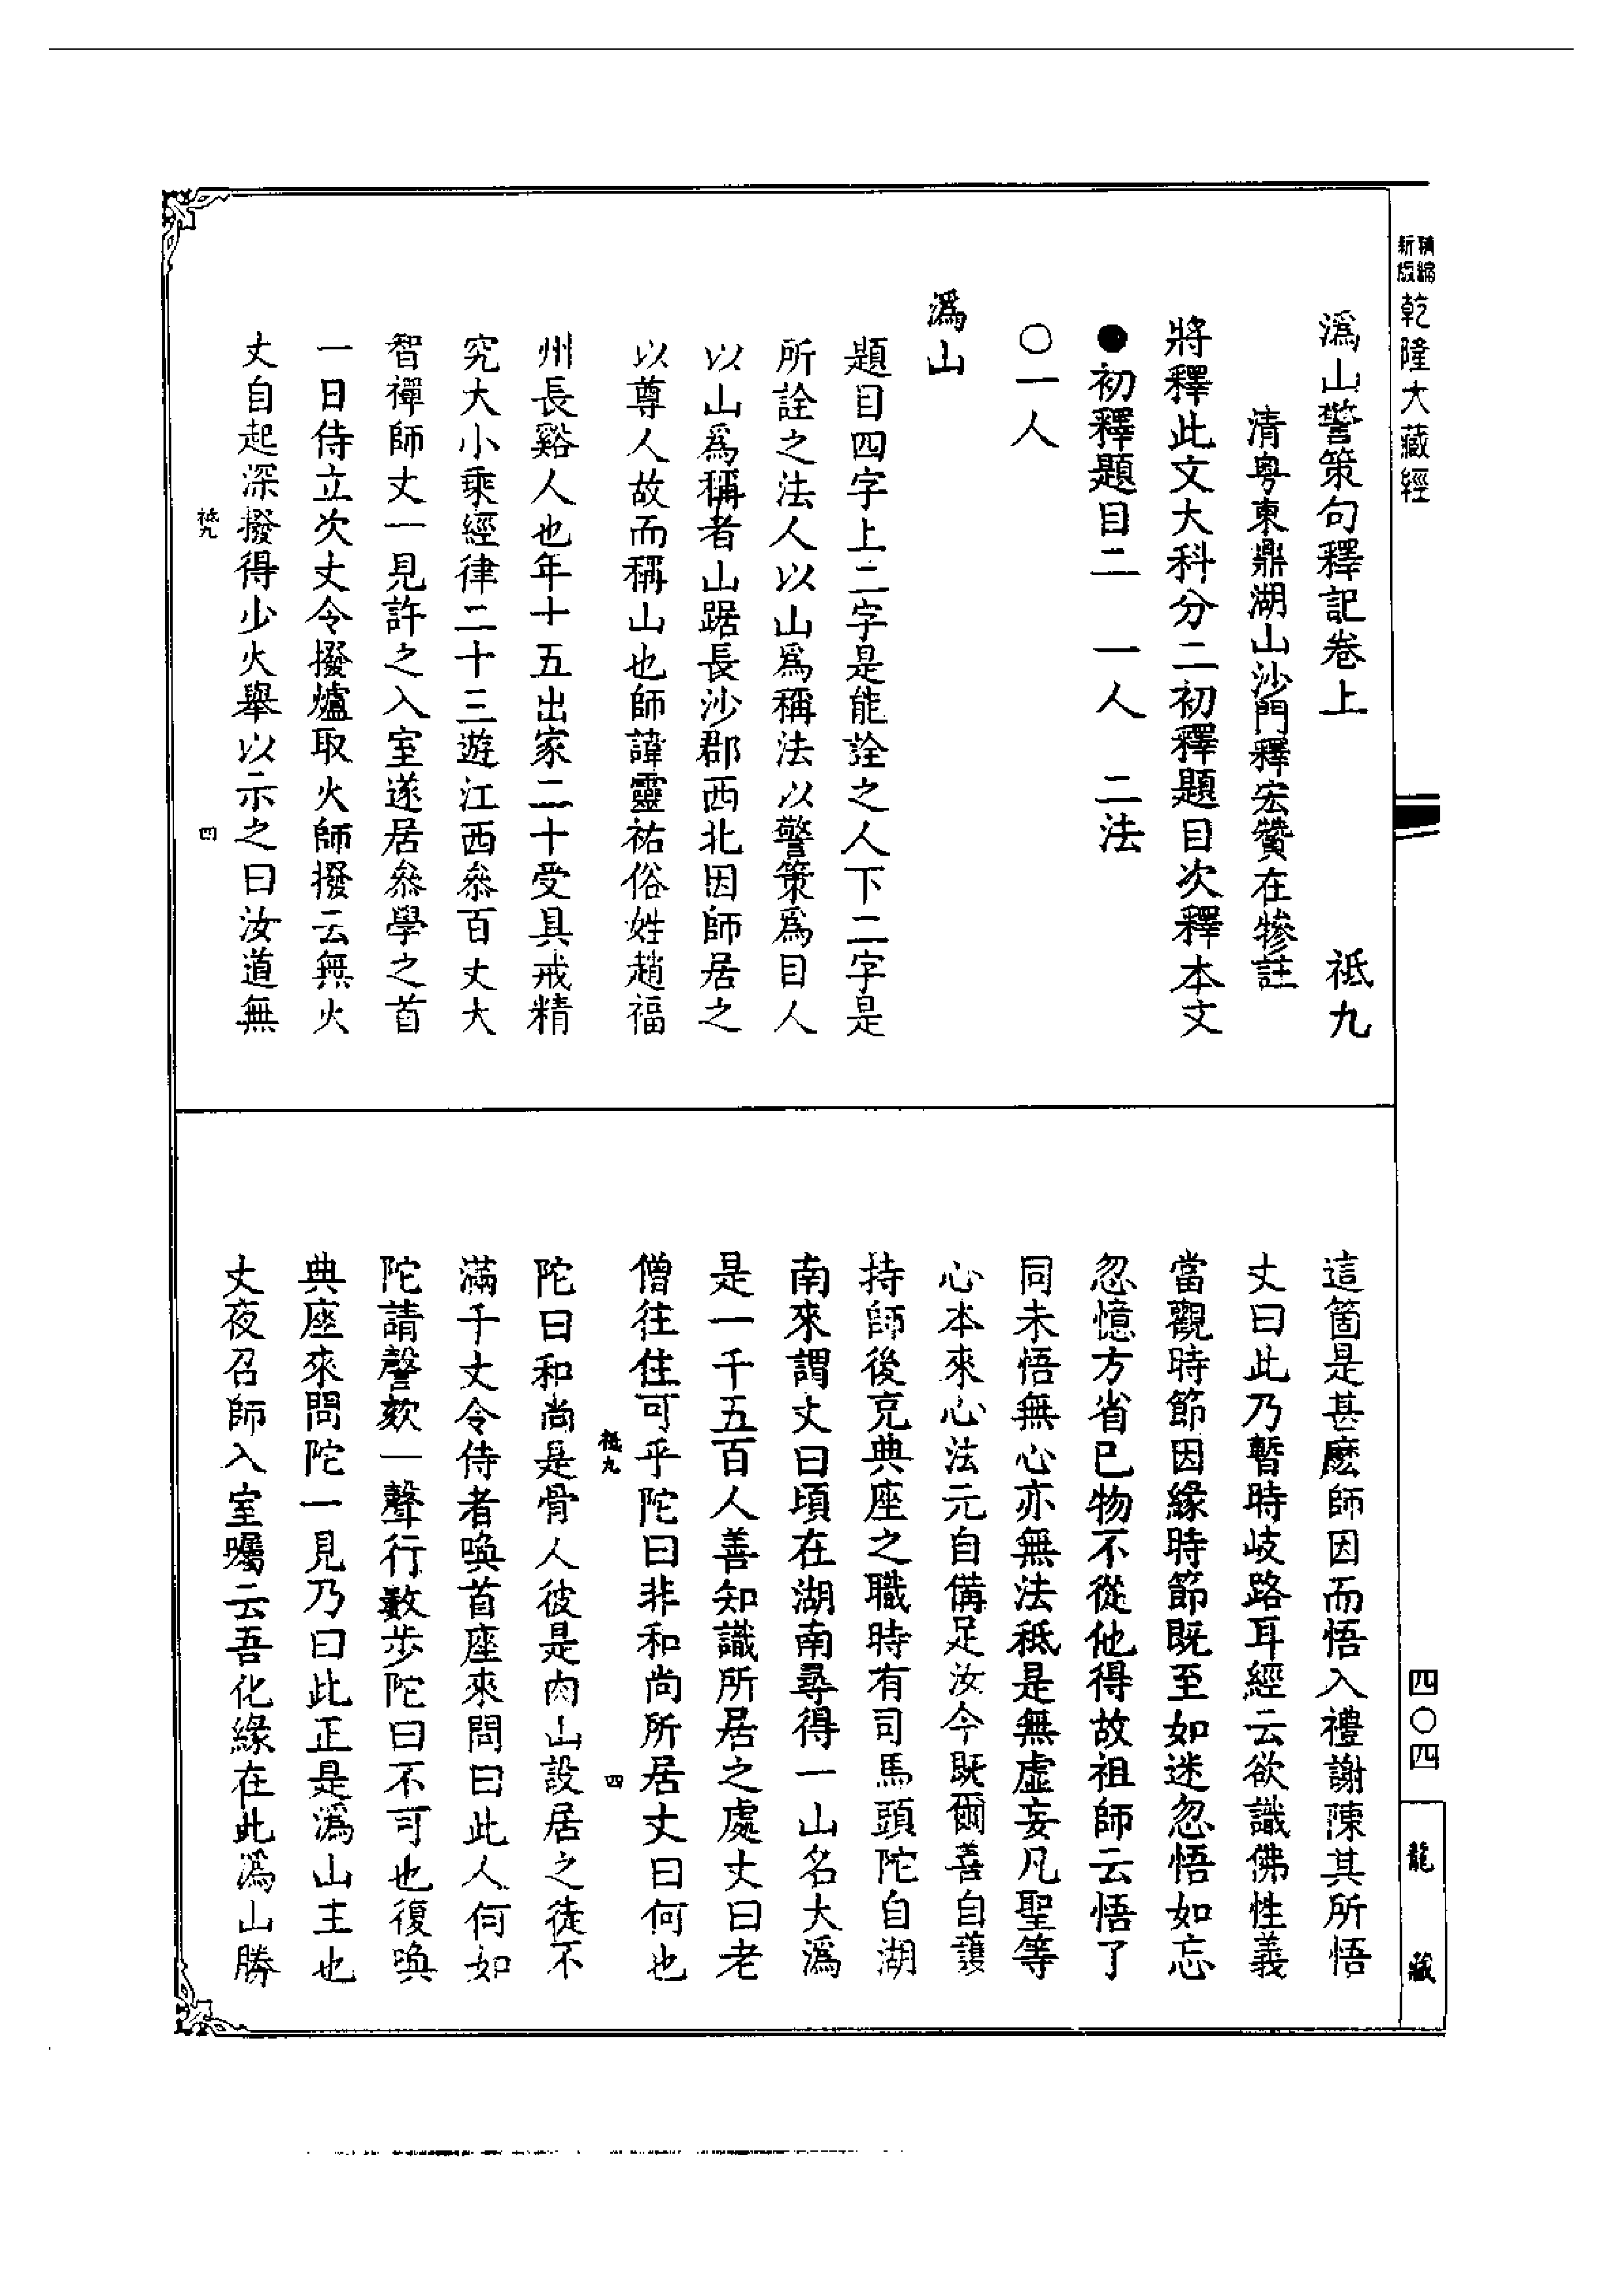 新版精縮
乾隆大藏經
溈山警策句釋記卷上 祇九
清粵東鼎湖山沙門釋宏贊在犙註
將釋此文大科分二初釋題目次釋本文
●初釋題目二 一人 二法
○一人
溈山
題目四字上二字是能詮之人下二字是
所詮之法人以山爲稱法以警策爲目人
以山爲稱者山踞長沙郡西北因師居之
以尊人故而稱山也師諱靈祐俗姓趙福
州長谿人也年十五出家二十受具戒精
究大小乘經律二十三遊江西叅百丈大
智禪師丈一見許之入室遂居叅學之首
一日侍立次丈令撥爐取火師撥云無火
丈自起深撥得少火舉以示之曰汝道無
祇九
四
這箇是甚麽師因而悟入禮謝陳其所悟
丈曰此乃暫時岐路耳經云欲識佛性義
當觀時節因緣時節既至如迷忽悟如忘
忽憶方省已物不從他得故祖師云悟了
同未悟無心亦無法秖是無虛妄凡聖等
心本來心法元自備足汝今既爾善自護
持師後充典座之職時有司馬頭陀自湖
南來謂丈曰頃在湖南尋得一山名大溈
是一千五百人善知識所居之處丈曰老
僧往住可乎陀曰非和尚所居丈曰何也
祇九
四
陀曰和尚是骨人彼是肉山設居之徒不
滿千丈令侍者喚首座來問曰此人何如
陀請謦欬一聲行數步陀曰不可也復喚
典座來問陀一見乃曰此正是溈山主也
丈夜召師入室囑云吾化緣在此溈山勝
四〇四
龍藏